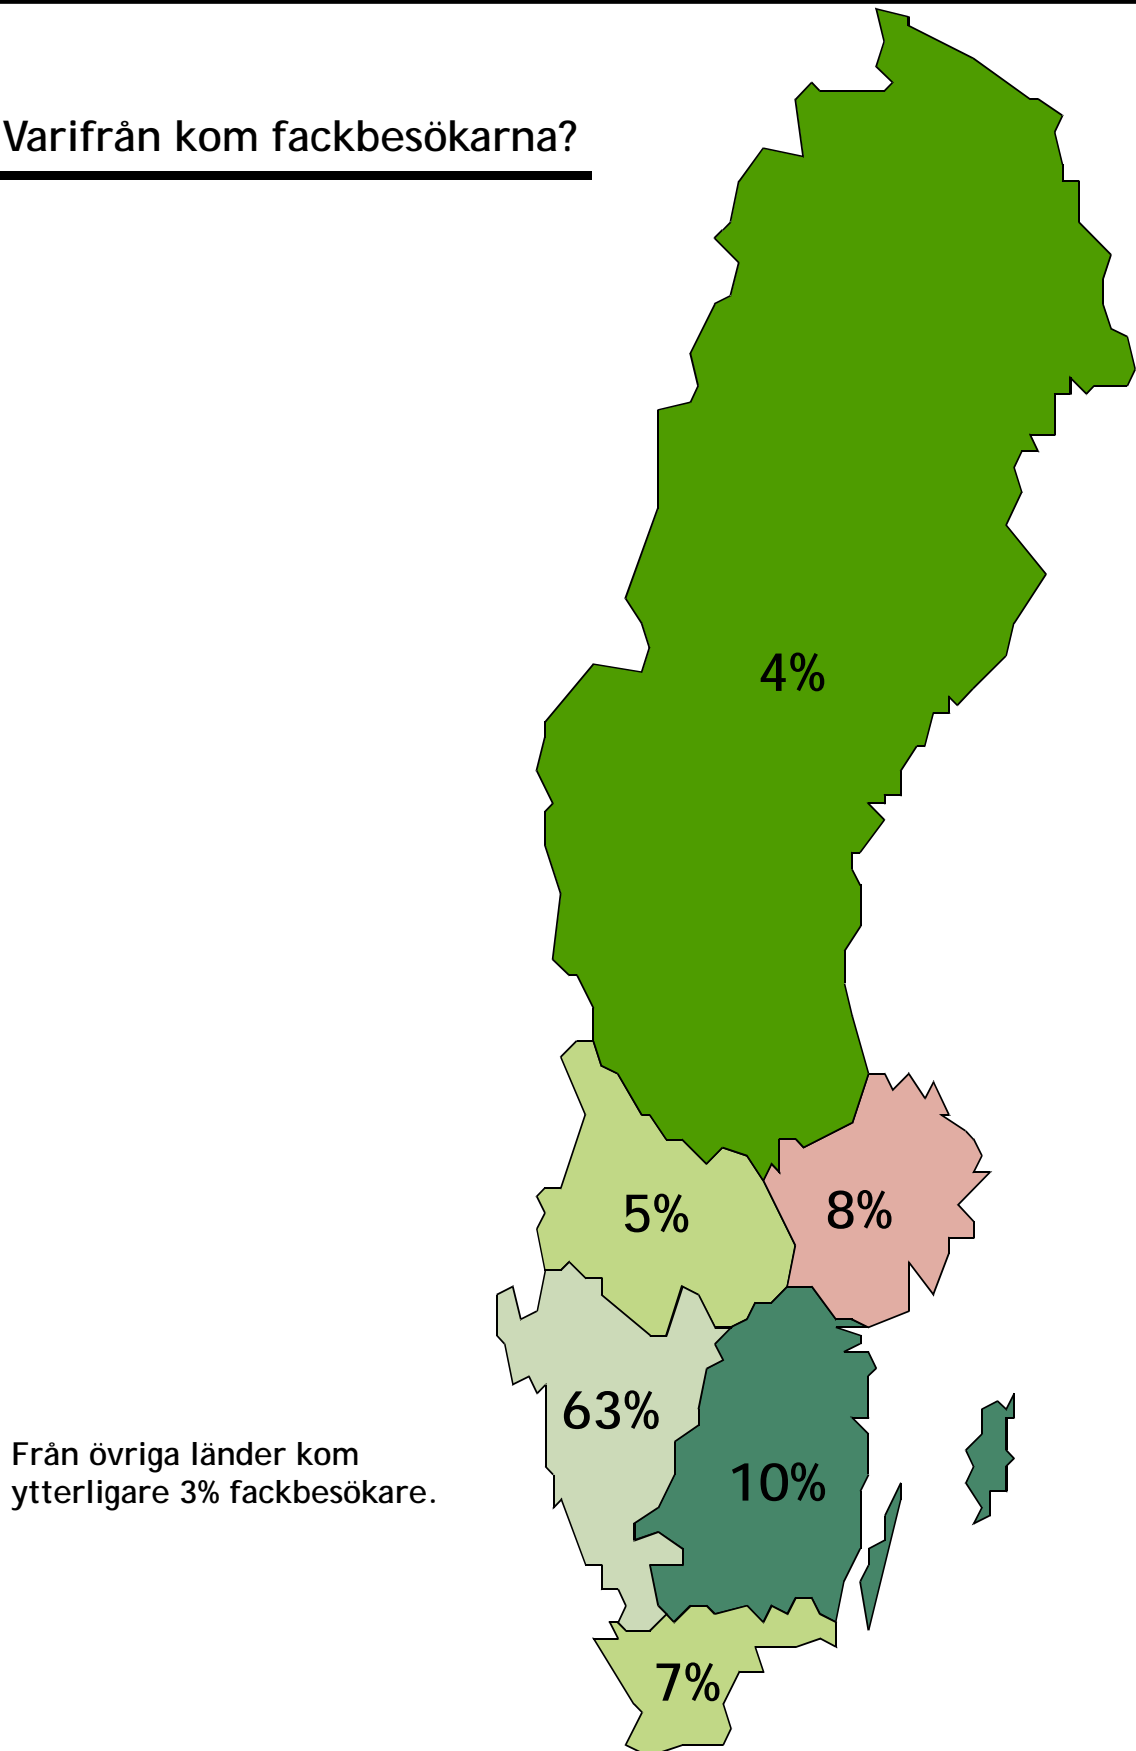 Varifrån kom fackbesökarna?
4%
5%
8%
63%
Från övriga länder kom
ytterligare 3% fackbesökare.
10%
7%